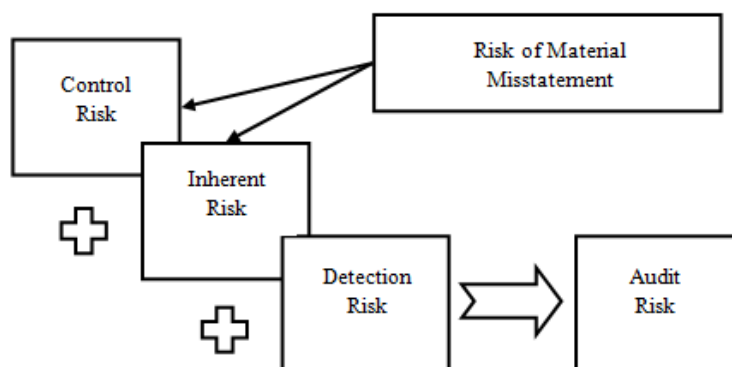 Risk of Material
Misstatement
Control
Risk
Inherent
Risk
Detection
Risk
Audit
Risk